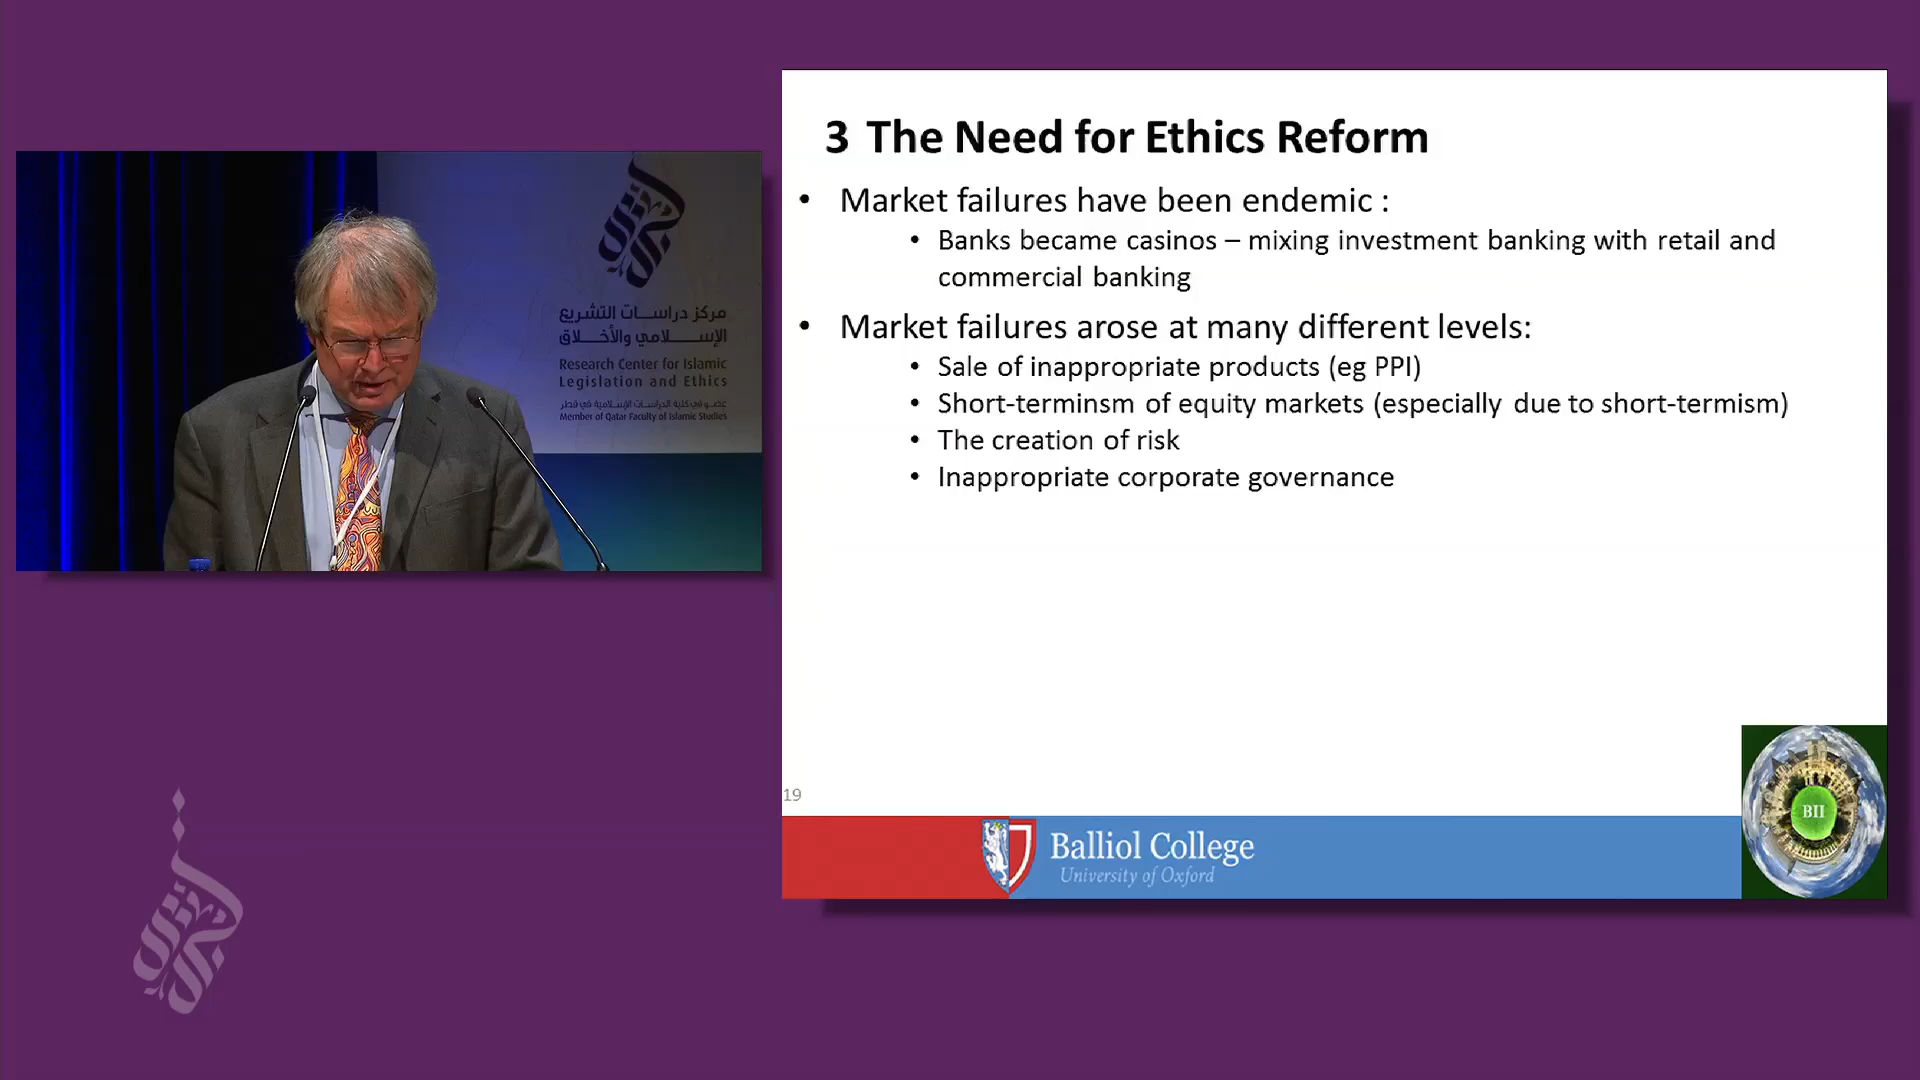 مركز دراسات التشريع
الإسلامي والأخلاق
Research Center for Islamic
Legislation and Ethics
عضو في كلية الدراسات الإسلامية في قطر
Member of Qatar Faculty of Islamic Studies
3 The Need for Ethics Reform
• Market failures have been endemic :
• Banks became casinos – mixing investment banking with retail and
commercial banking
• Market failures arose at many different levels:
• Sale of inappropriate products (eg PPI)
• Short-terminsm of equity markets (especially due to short-termism)
• The creation of risk
• Inappropriate corporate governance
19
Balliol College
University of Oxford
BII